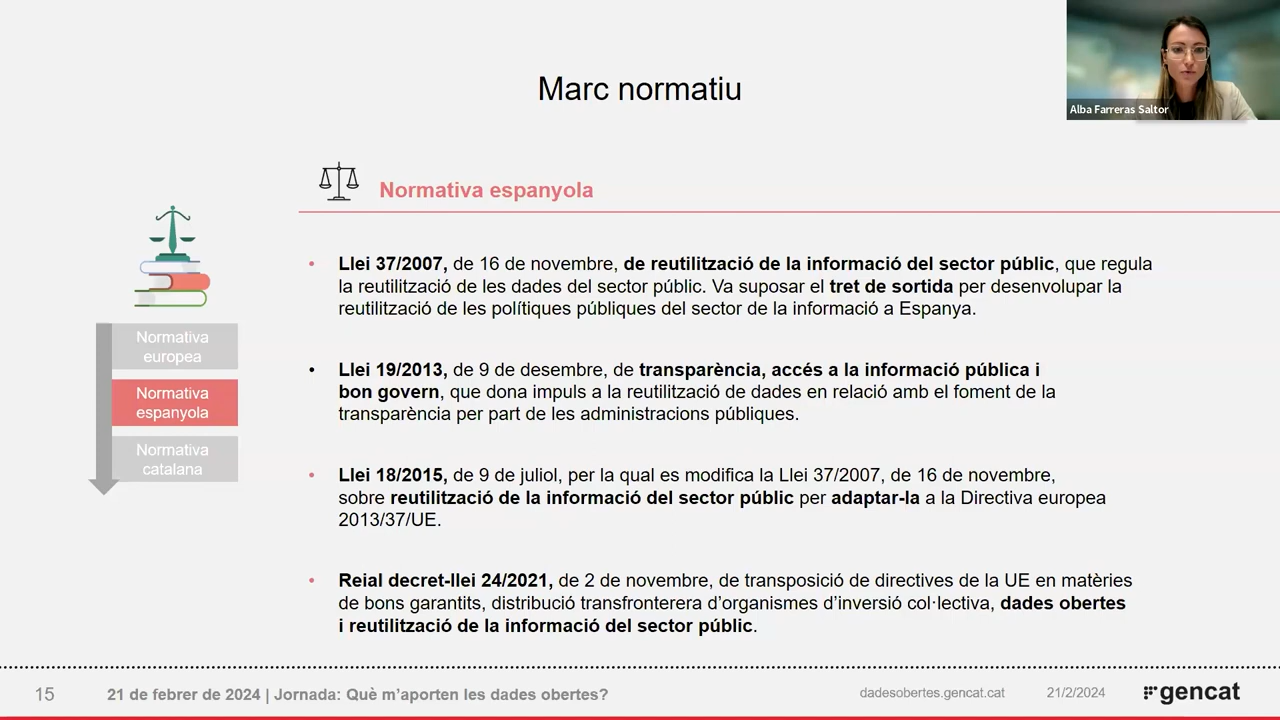 Marc normatiu
Alba Farreras Saltor
Normativa espanyola
Normativa
europea
Normativa
espanyola
Normativa
catalana
• Llei 37/2007, de 16 de novembre, de reutilització de la informació del sector públic, que regula
la reutilització de les dades del sector públic. Va suposar el tret de sortida per desenvolupar la
reutilització de les polítiques públiques del sector de la informació a Espanya.
• Llei 19/2013, de 9 de desembre, de transparència, accés a la informació pública i
bon govern, que dona impuls a la reutilització de dades en relació amb el foment de la
transparència per part de les administracions públiques.
• Llei 18/2015, de 9 de juliol, per la qual es modifica la Llei 37/2007, de 16 de novembre,
sobre reutilització de la informació del sector públic per adaptar-la a la Directiva europea
2013/37/UE.
• Reial decret-llei 24/2021, de 2 de novembre, de transposició de directives de la UE en matèries
de bons garantits, distribució transfronterera d’organismes d’inversió col·lectiva, dades obertes
i reutilització de la informació del sector públic.
15
21 de febrer de 2024 | Jornada: Què m’aporten les dades obertes?
dadesobertes.gencat.cat
21/2/2024
gencat